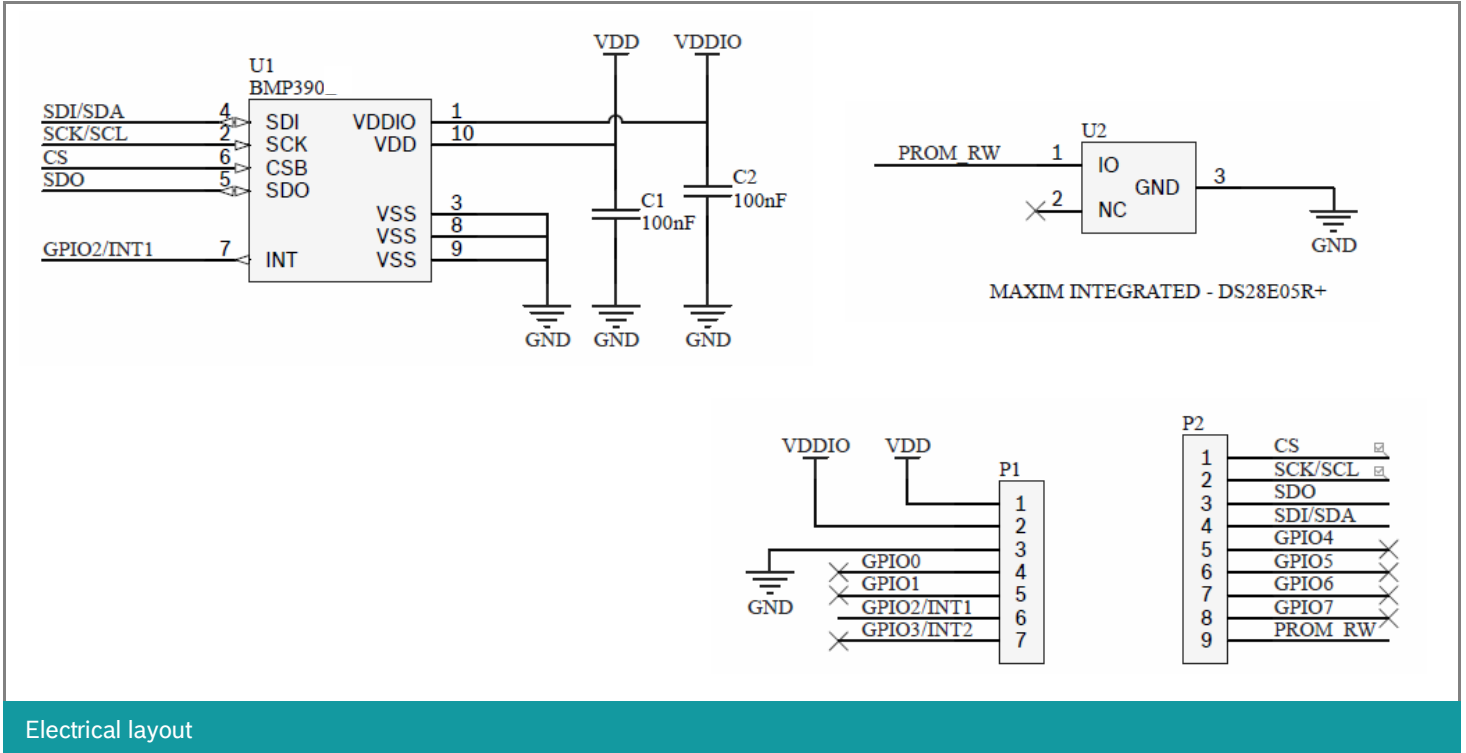 VDD VDDIO
U1
BMP390_
SDI/SDA 4 SDI VDDIO 1
SCK/SCL 2 SCK VDD 10
CS 6 CSB
SDO 5 SDO
VSS 3
VSS 8
GPIO2/INT1 7 INT VSS 9
C1
100nF
C2
100nF
GND GND GND
U2
PROM_RW 1 IO
GND 3
2 NC
GND
MAXIM INTEGRATED - DS28E05R+
VDDIO VDD
P1
1
2
3
GPIO0 4
GPIO1 5
GPIO2/INT1 6
GPIO3/INT2 7
GND
P2
1 CS
2 SCK/SCL
3 SDO
4 SDI/SDA
5 GPIO4
6 GPIO5
7 GPIO6
8 GPIO7
9 PROM_RW
Electrical layout